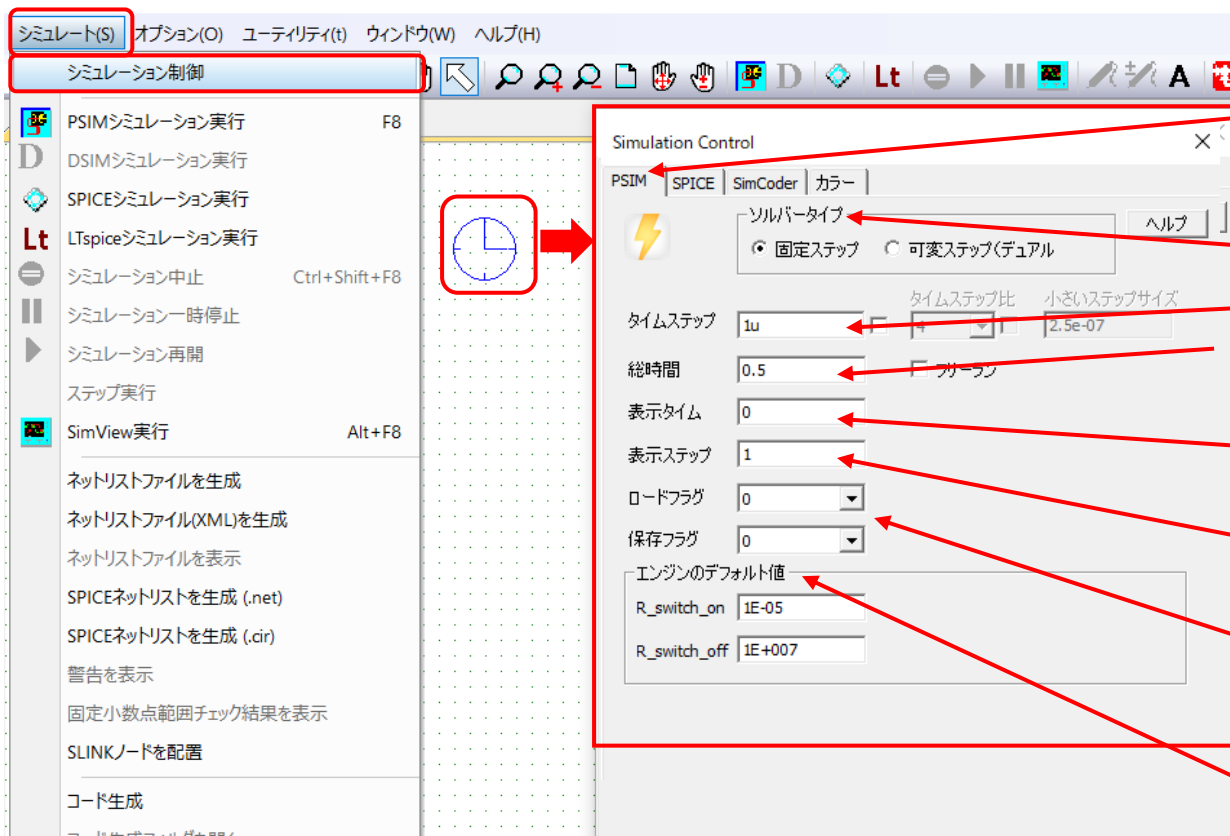 シミュレート(S) オプション(O) ユーティリティ(t) ウィンドウ(W) ヘルプ(H)
シミュレーション制御
PSIMシミュレーション実行 F8
DSIMシミュレーション実行
SPICEシミュレーション実行
LTspiceシミュレーション実行
シミュレーション中止 Ctrl+Shift+F8
シミュレーション一時停止
シミュレーション再開
ステップ実行
SimView実行 Alt+F8
ネットリストファイルを生成
ネットリストファイル(XML)を生成
ネットリストファイルを表示
SPICEネットリストを生成 (.net)
SPICEネットリストを生成 (.cir)
警告を表示
固定小数点範囲チェック結果を表示
SLINKノードを配置
コード生成
D
Lt
D Lt A
Simulation Control
PSIM SPICE SimCoder カラー
ソルバータイプ
固定ステップ 可変ステップ(デュアル
ヘルプ
タイムステップ比 小さいステップサイズ
タイムステップ 1u 4 2.5e-07
総時間 0.5 フリーラン
表示タイム 0
表示ステップ 1
ロードフラグ 0
保存フラグ 0
エンジンのデフォルト値
R_switch_on 1E-05
R_switch_off 1E+007